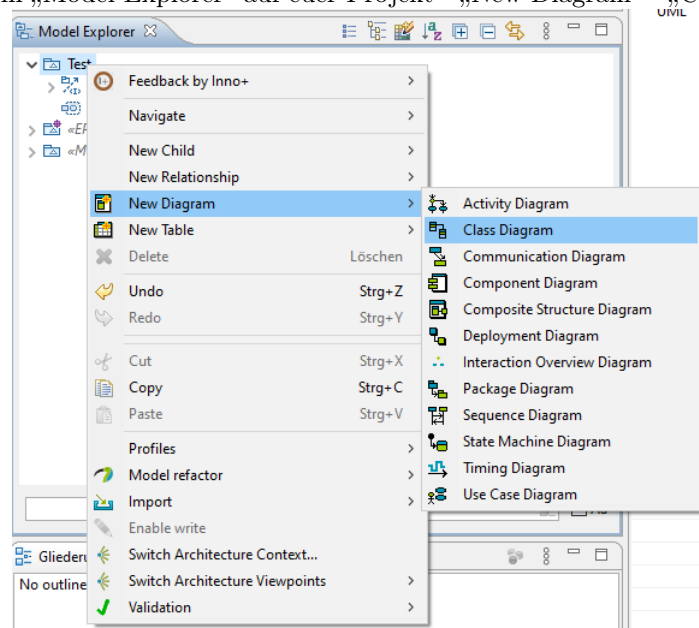 „Model Explorer" auf oder Projekt "New Diagram"
UML
Model Explorer
Test
«EP
«M
Feedback by Inno+
Navigate
New Child
New Relationship
New Diagram
New Table
Delete Löschen
Undo Strg+Z
Redo Strg+Y
Cut Strg+X
Copy Strg+C
Paste Strg+V
Profiles
Model refactor
Import
Enable write
Switch Architecture Context...
Switch Architecture Viewpoints
Validation
Activity Diagram
Class Diagram
Communication Diagram
Component Diagram
Composite Structure Diagram
Deployment Diagram
Interaction Overview Diagram
Package Diagram
Sequence Diagram
State Machine Diagram
Timing Diagram
Use Case Diagram
Glieder
No outline